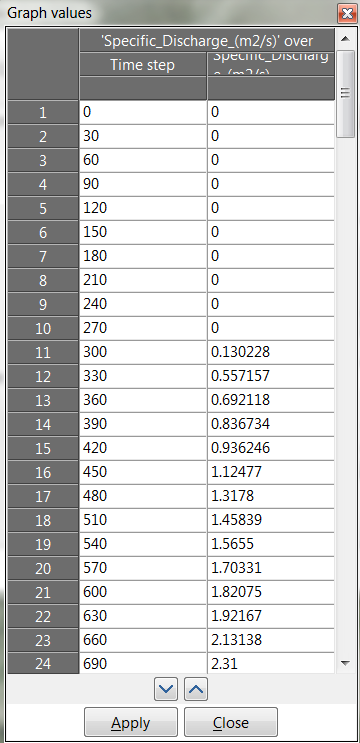 Graph values
'Specific_Discharge_(m2/s)' over
Time step Specific_Discharg
e_(m2/s)
1 0 0
2 30 0
3 60 0
4 90 0
5 120 0
6 150 0
7 180 0
8 210 0
9 240 0
10 270 0
11 300 0.130228
12 330 0.557157
13 360 0.692118
14 390 0.836734
15 420 0.936246
16 450 1.12477
17 480 1.3178
18 510 1.45839
19 540 1.5655
20 570 1.70331
21 600 1.82075
22 630 1.92167
23 660 2.13138
24 690 2.31
Apply Close